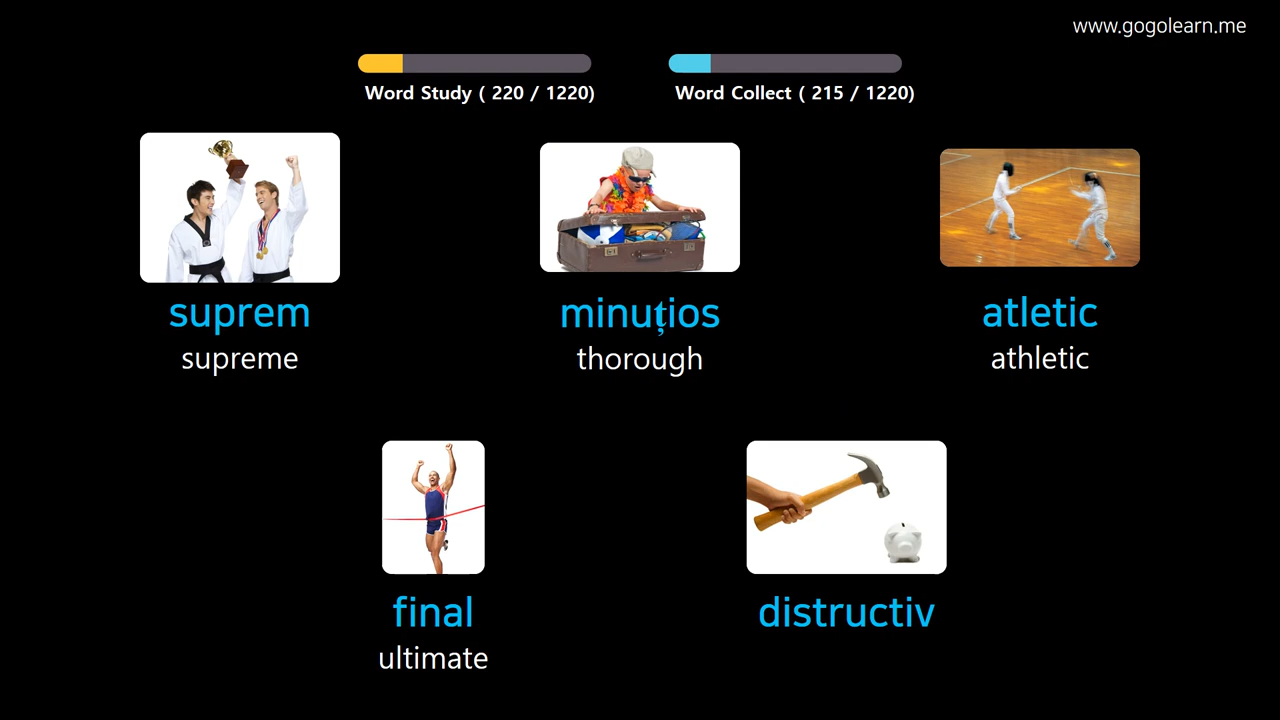 www.gogolearn.me
Word Study ( 220 / 1220)
Word Collect ( 215 / 1220)
suprem
supreme
minuțios
thorough
atletic
athletic
final
ultimate
distructiv